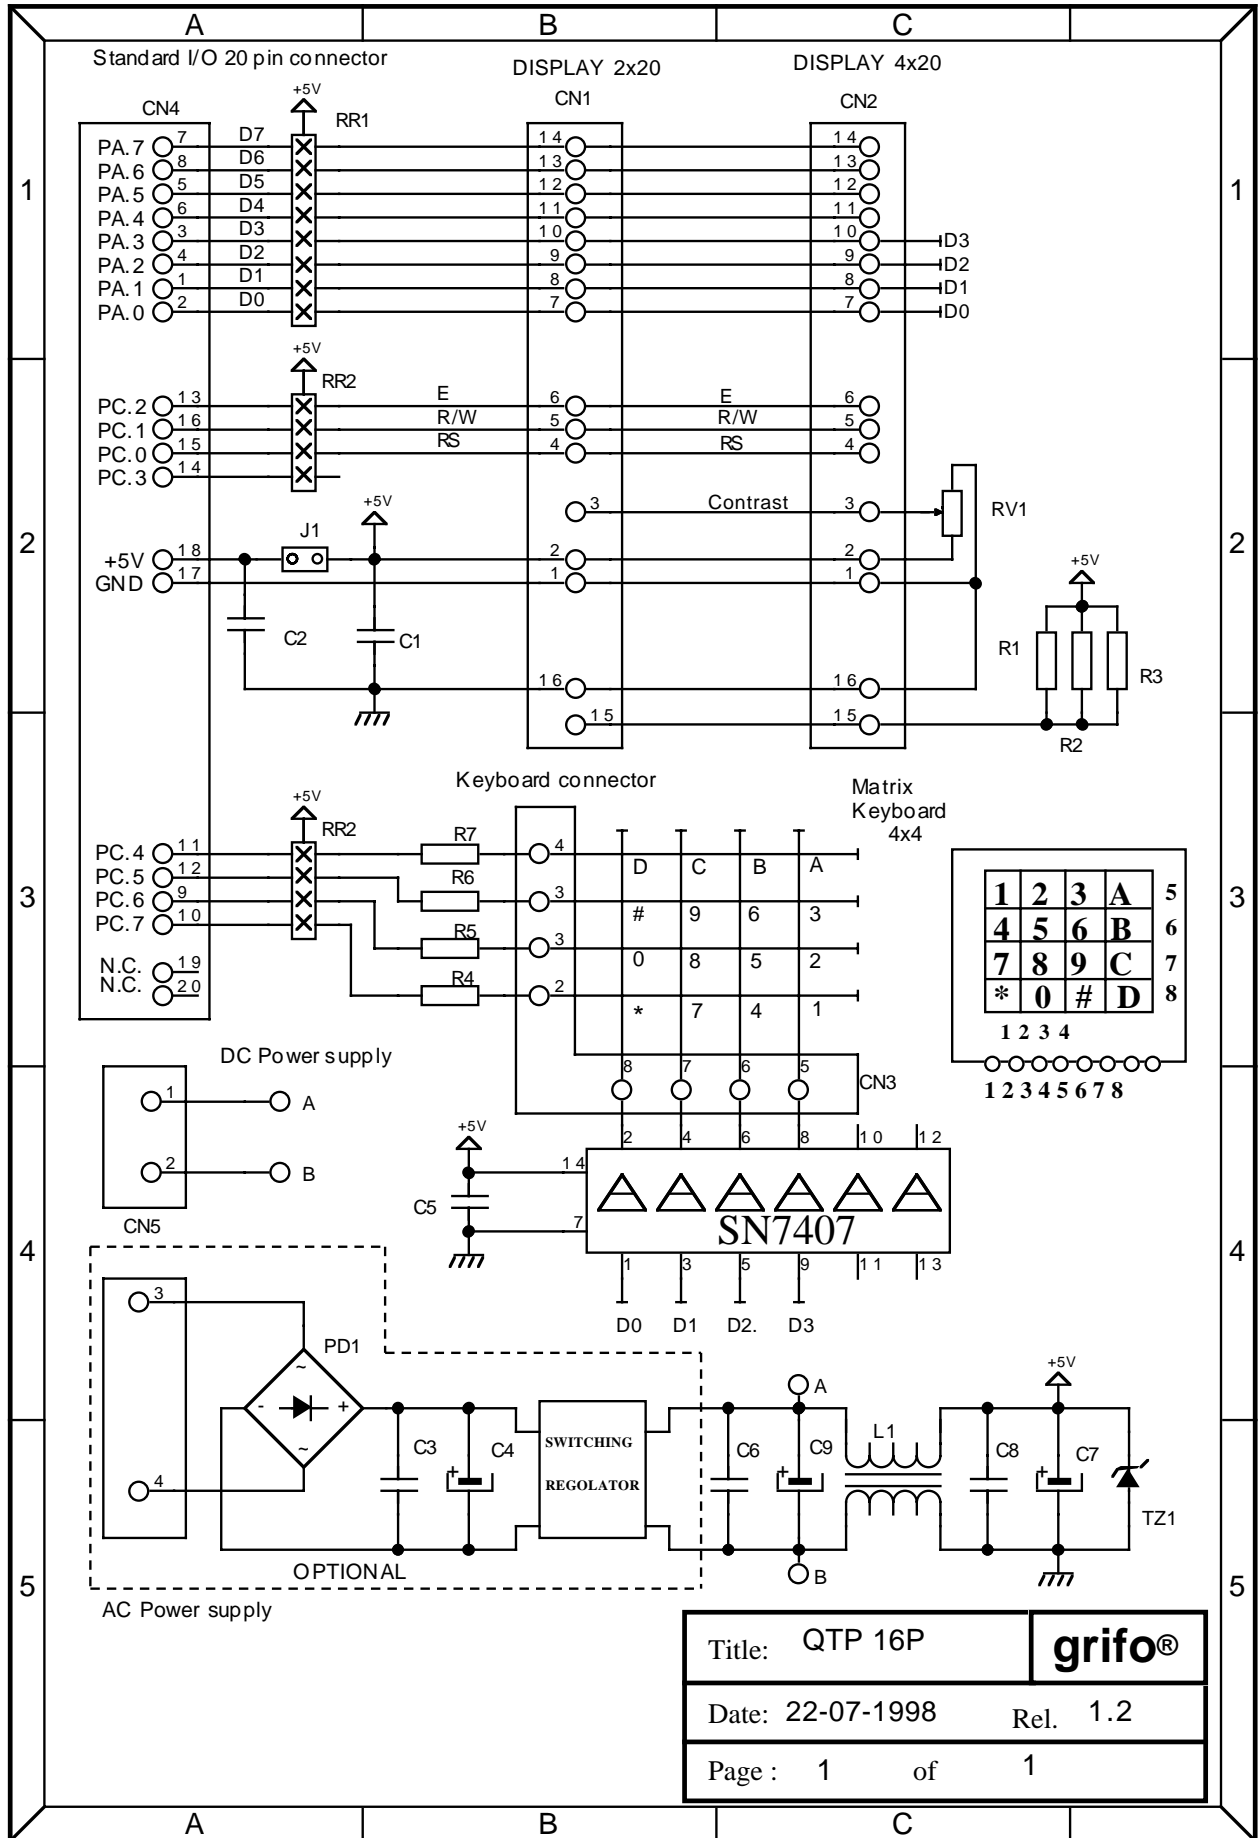 A B C
Standard I/O 20 pin connector
DISPLAY 2x20
DISPLAY 4x20
CN4
+5V
RR1
CN1
CN2
PA.7 7 D7 14 14
PA.6 8 D6 13 13
PA.5 5 D5 12 12
PA.4 6 D4 11 11
PA.3 3 D3 10 10 D3
PA.2 4 D2 9 9 D2
PA.1 1 D1 8 8 D1
PA.0 2 D0 7 7 D0
1 1
+5V
RR2
PC.2 13 E 6 E 6
PC.1 16 R/W 5 R/W 5
PC.0 15 RS 4 RS 4
PC.3 14
3 Contrast 3 RV1
+5V
J1
2 2
+5V 18 2 2
GND 17 1 1
+5V
C2 C1
R1 R3
16 16
15 15
R2
Keyboard connector
Matrix
Keyboard
4x4
+5V
RR2
PC.4 11 R7 4
D C B A
PC.5 12 R6 3
# 9 6 3
PC.6 9 R5 3
0 8 5 2
PC.7 10 R4 2
* 7 4 1
N.C. 19
N.C. 20
3 3
1 2 3 A 5
4 5 6 B 6
7 8 9 C 7
* 0 # D 8
1 2 3 4
1 2 3 4 5 6 7 8
DC Power supply
8 7 6 5
CN3
1 A
2 B
CN5
+5V
14
C5
7
2 4 6 8 10 12
SN7407
1 3 5 9 11 13
D0 D1 D2. D3
4 4
3
PD1
~
- +
~
4
C3 + C4
SWITCHING
REGOLATOR
OPTIONAL
AC Power supply
A
C6 + C9
L1
B
+5V
C8 + C7
TZ1
5 5
Title: QTP 16P grifo®
Date: 22-07-1998 Rel. 1.2
Page : 1 of 1
A B C